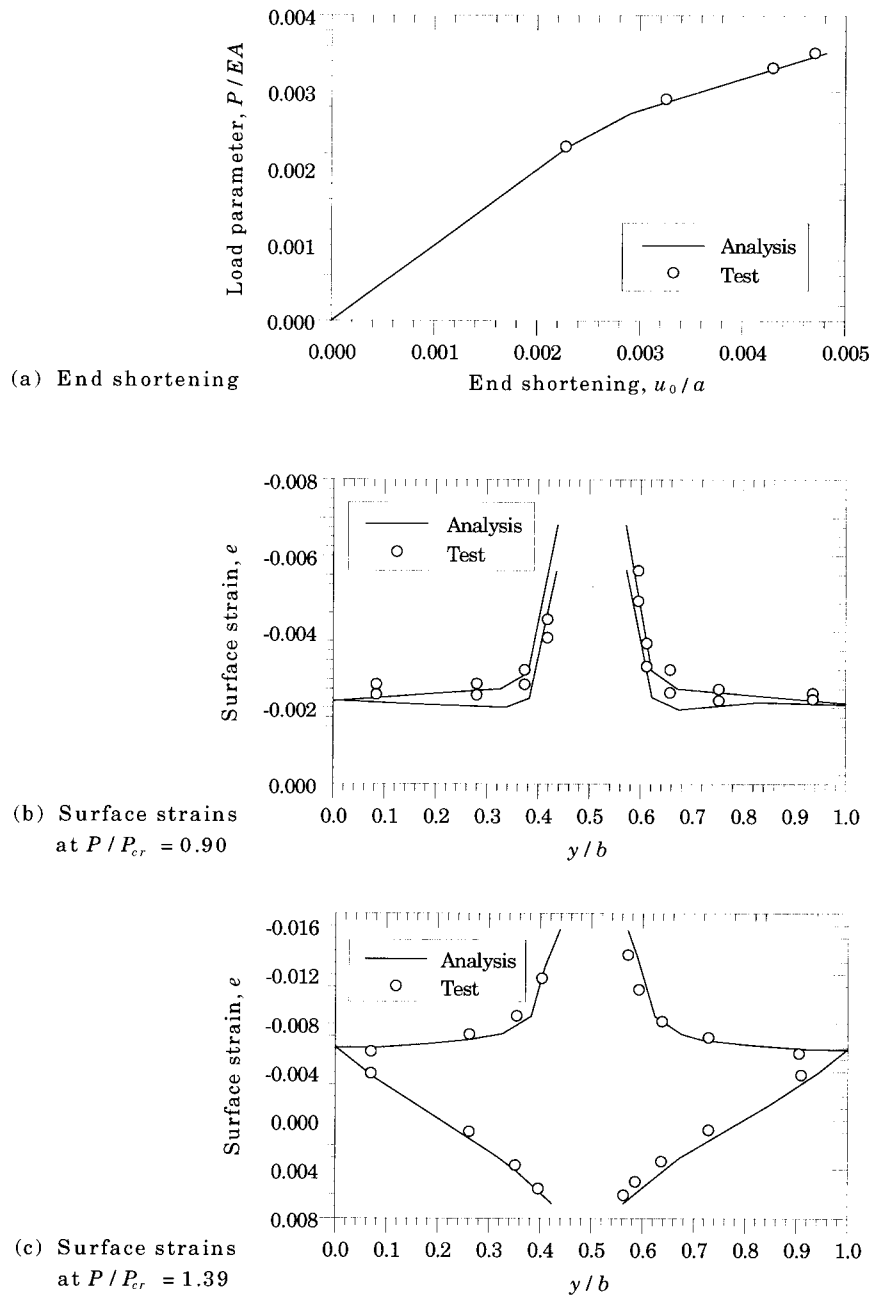 0.004
0.003
0.002
0.001
0.000
Load parameter, P/EA
Analysis
Test
0.000 0.001 0.002 0.003 0.004 0.005
End shortening, u₀/a
(a) End shortening
-0.008
-0.006
-0.004
-0.002
0.000
Surface strain, e
Analysis
Test
0.0 0.1 0.2 0.3 0.4 0.5 0.6 0.7 0.8 0.9 1.0
y/b
(b) Surface strains
at P/P_cr = 0.90
-0.016
-0.012
-0.008
-0.004
0.000
0.004
0.008
Surface strain, e
Analysis
Test
0.0 0.1 0.2 0.3 0.4 0.5 0.6 0.7 0.8 0.9 1.0
y/b
(c) Surface strains
at P/P_cr = 1.39